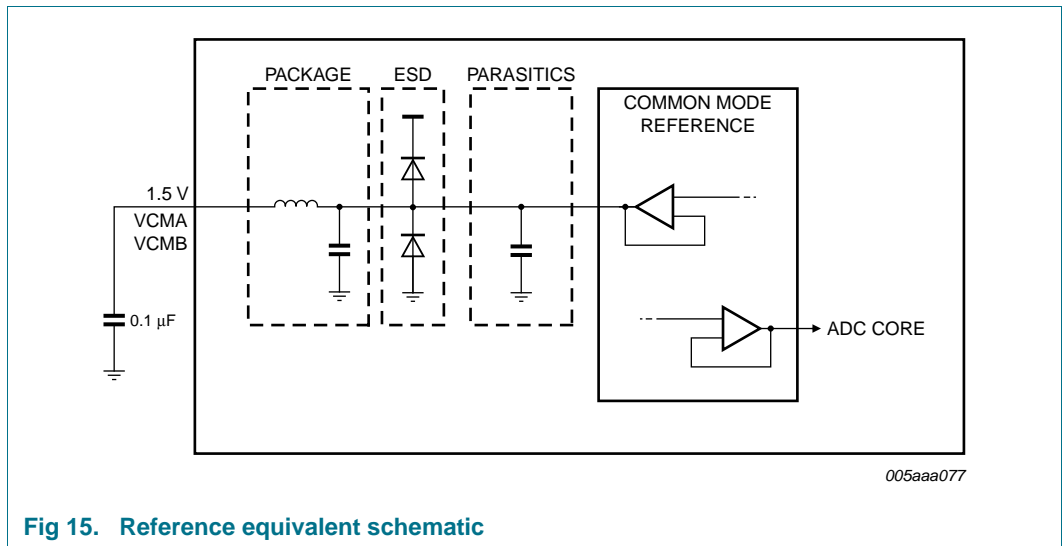 PACKAGE
ESD
PARASITICS
COMMON MODE
REFERENCE
1.5 V
VCMA
VCMB
0.1 μF
ADC CORE
005aaa077
Fig 15. Reference equivalent schematic